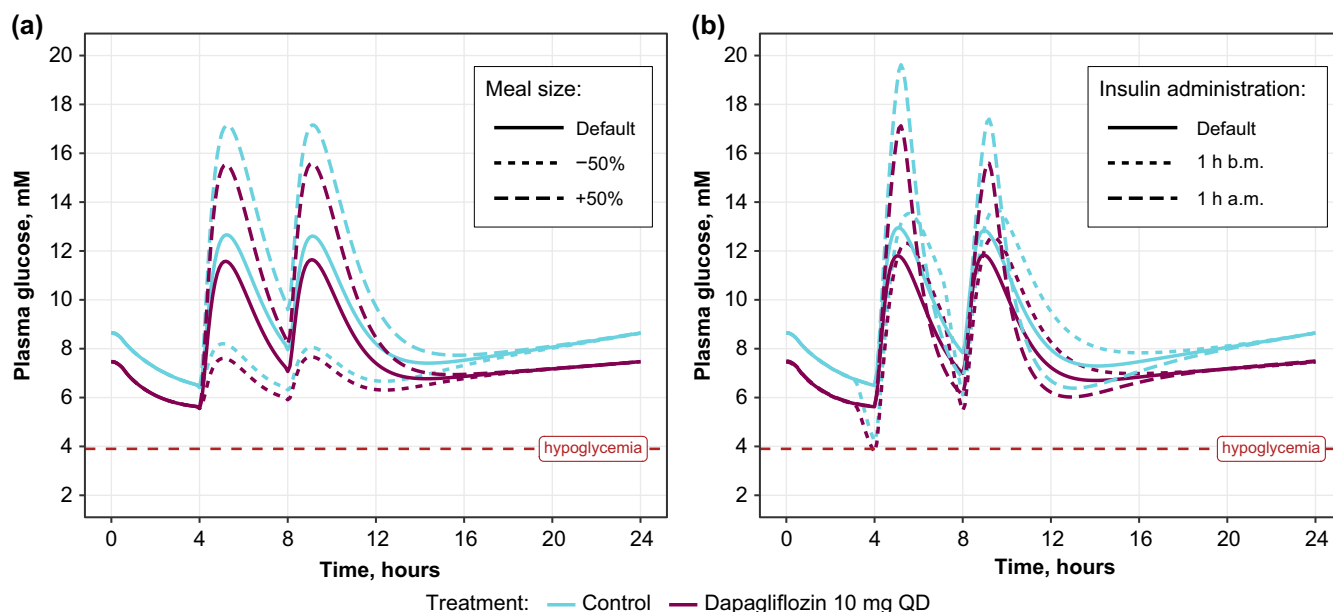 (a)
Plasma glucose, mM
20
18
16
14
12
10
8
6
4
2
Meal size:
Default
−50%
+50%
hypoglycemia
0
4
8
12
16
20
24
Time, hours
(b)
Plasma glucose, mM
20
18
16
14
12
10
8
6
4
2
Insulin administration:
Default
1 h b.m.
1 h a.m.
hypoglycemia
0
4
8
12
16
20
24
Time, hours
Treatment: Control Dapagliflozin 10 mg QD